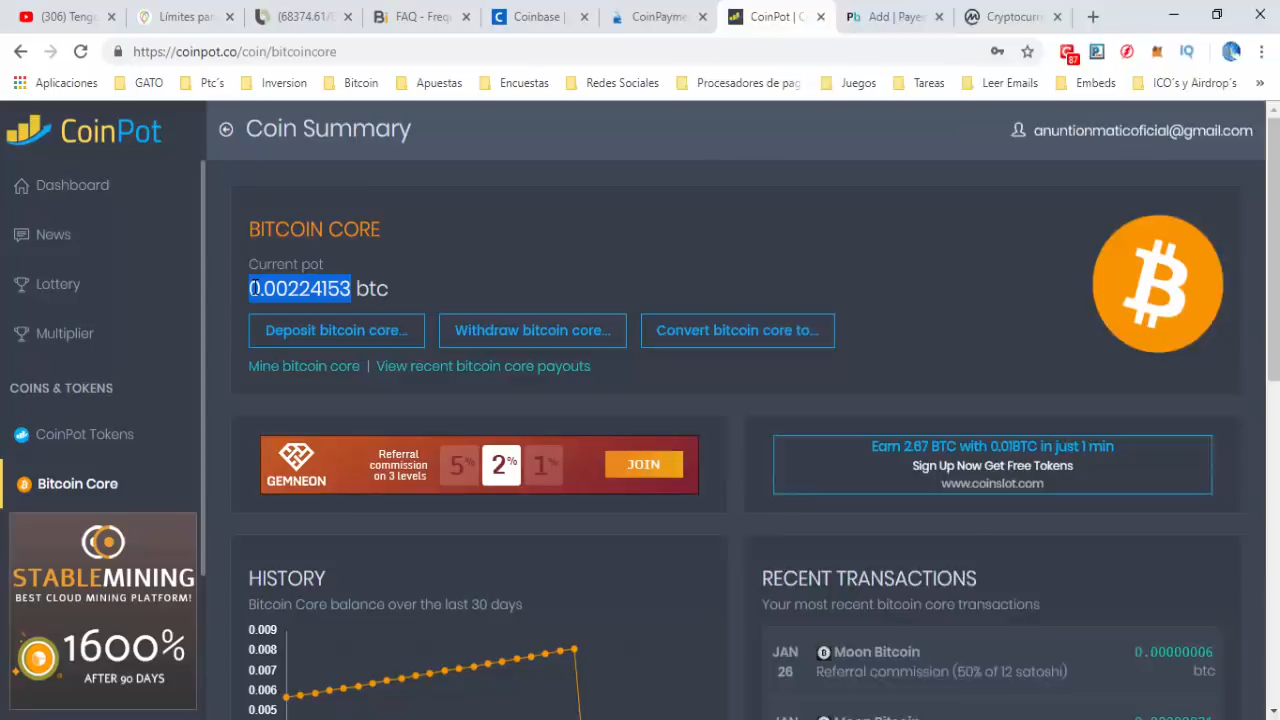 (306) Teng
Límites pa
(68374.61/
FAQ - Freq
Coinbase |
CoinPayme
CoinPot | C
Add | Payee
Cryptocurr
https://coinpot.co/coin/bitcoincore
87
IQ
Aplicaciones
GATO
Ptc´s
Inversion
Bitcoin
Apuestas
Encuestas
Redes Sociales
Procesadores de pag
Juegos
Tareas
Leer Emails
Embeds
ICO´s y Airdrop´s
»
CoinPot
Coin Summary
anuntionmaticoficial@gmail.com
Dashboard
News
Lottery
Multiplier
COINS & TOKENS
CoinPot Tokens
Bitcoin Core
BITCOIN CORE
Current pot
0.00224153 btc
Deposit bitcoin core...
Withdraw bitcoin core...
Convert bitcoin core to...
Mine bitcoin core | View recent bitcoin core payouts
GEMNEON
Referral
commission
on 3 levels
5%
2%
1%
JOIN
Earn 2.67 BTC with 0.01BTC in just 1 min
Sign Up Now Get Free Tokens
www.coinslot.com
STABLEMINING
BEST CLOUD MINING PLATFORM!
1600%
AFTER 90 DAYS
HISTORY
Bitcoin Core balance over the last 30 days
0.009
0.008
0.007
0.006
0.005
RECENT TRANSACTIONS
Your most recent bitcoin core transactions
JAN
26
Moon Bitcoin
Referral commission (50% of 12 satoshi)
0.00000006
btc